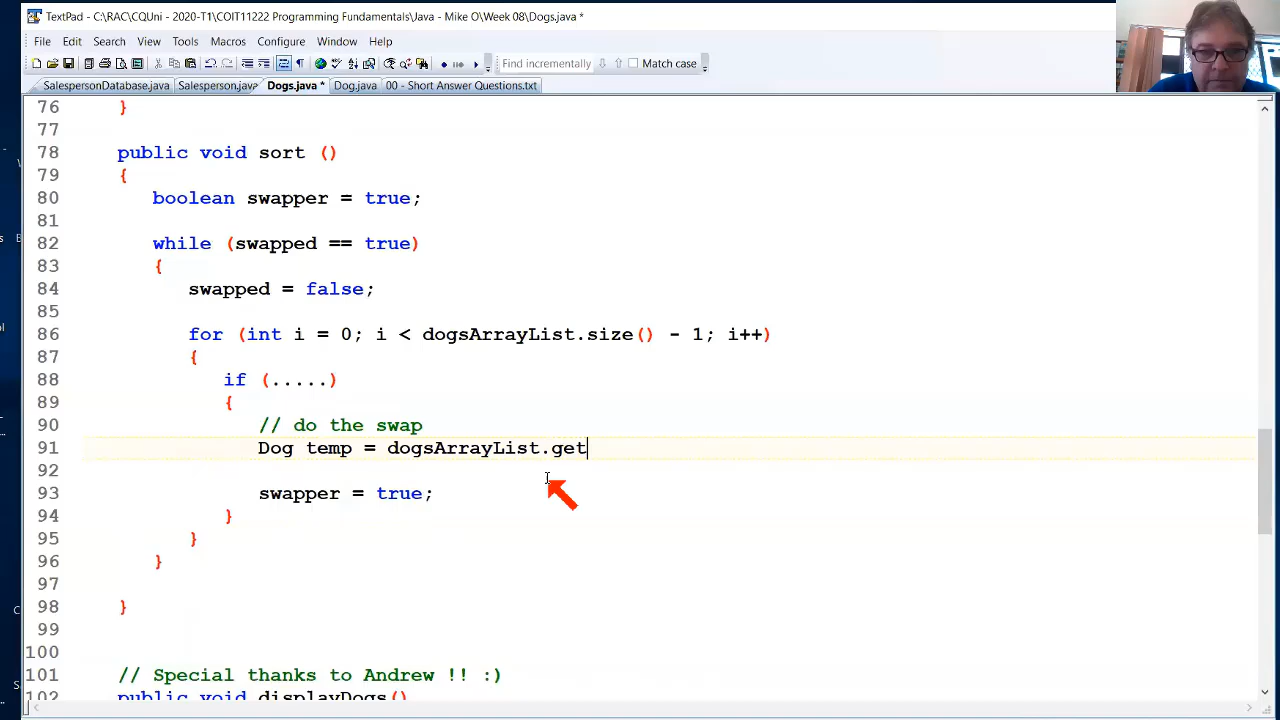 TextPad - C:\RAC\CQUni - 2020-T1\COIT11222 Programming Fundamentals\Java - Mike O\Week 08\Dogs.java *
File Edit Search View Tools Macros Configure Window Help
Find incrementally Match case
SalespersonDatabase.java Salesperson.java Dogs.java * Dog.java 00 - Short Answer Questions.txt
76 }
77
78 public void sort ()
79 {
80 boolean swapper = true;
81
82 while (swapped == true)
83 {
84 swapped = false;
85
86 for (int i = 0; i < dogsArrayList.size() - 1; i++)
87 {
88 if (.....)
89 {
90 // do the swap
91 Dog temp = dogsArrayList.get
92
93 swapper = true;
94 }
95 }
96 }
97
98 }
99
100
101 // Special thanks to Andrew !! :)
102 public void displayDogs()